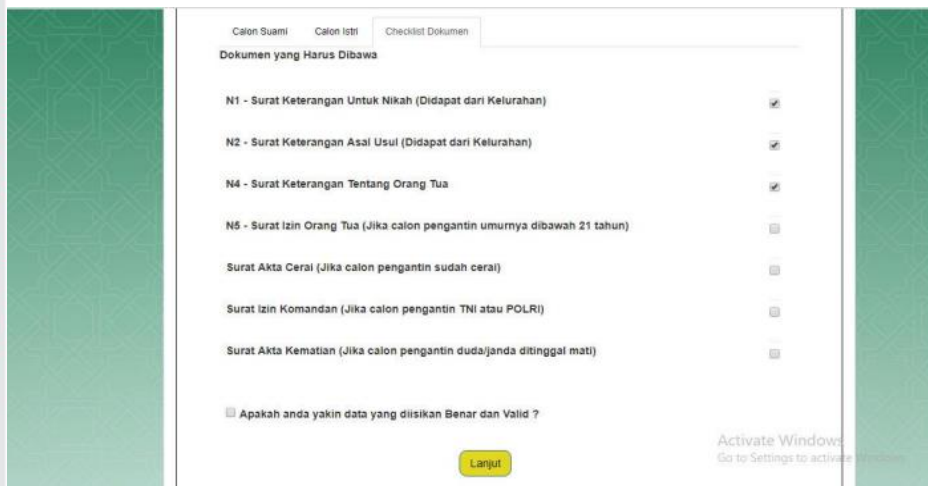 Calon Suami Calon Istri Checklist Dokumen
Dokumen yang Harus Dibawa
N1 - Surat Keterangan Untuk Nikah (Didapat dari Kelurahan)
N2 - Surat Keterangan Asal Usul (Didapat dari Kelurahan)
N4 - Surat Keterangan Tentang Orang Tua
N5 - Surat Izin Orang Tua (Jika calon pengantin umurnya dibawah 21 tahun)
Surat Akta Cerai (Jika calon pengantin sudah cerai)
Surat Izin Komandan (Jika calon pengantin TNI atau POLRI)
Surat Akta Kematian (Jika calon pengantin duda/janda ditinggal mati)
Apakah anda yakin data yang diisikan Benar dan Valid ?
Lanjut
Activate Windows
Go to Settings to activate Windows.